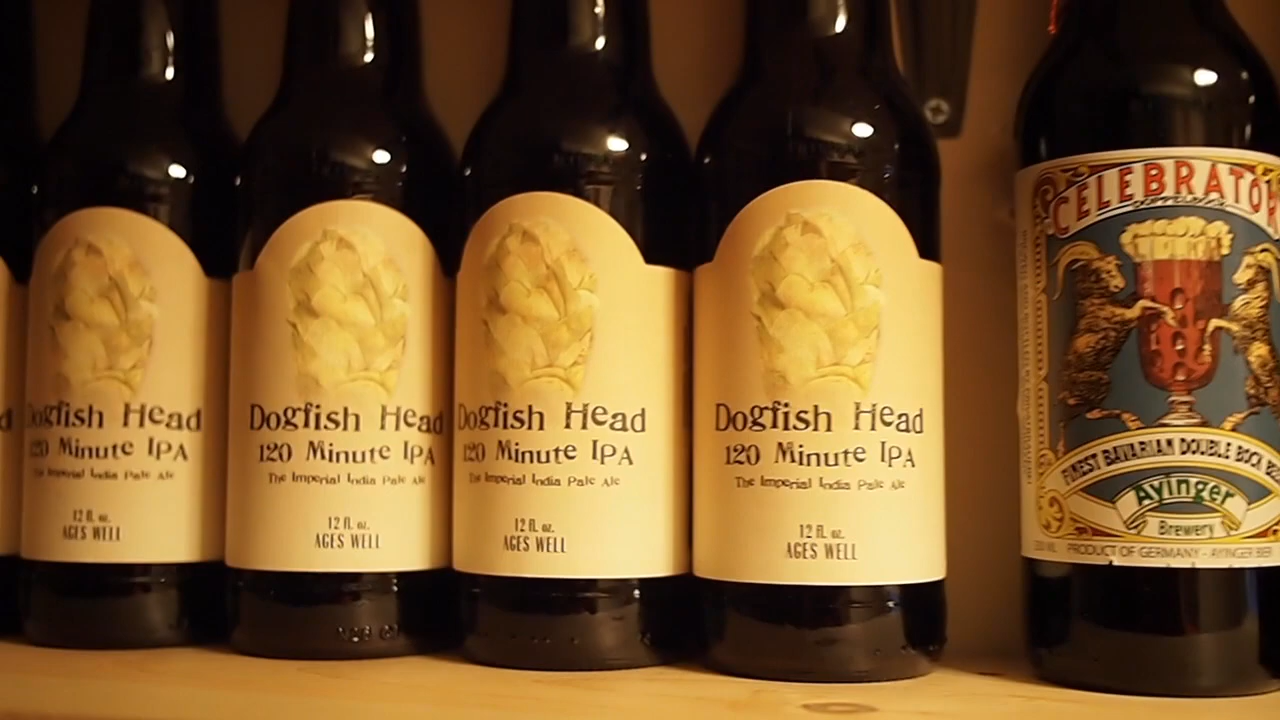 Dogfish Head
120 Minute IPA
The Imperial India Pale Ale
12 fl. oz.
AGES WELL
Dogfish Head
120 Minute IPA
The Imperial India Pale Ale
12 fl. oz.
AGES WELL
Dogfish Head
120 Minute IPA
The Imperial India Pale Ale
12 fl. oz.
AGES WELL
Dogfish Head
120 Minute IPA
The Imperial India Pale Ale
12 fl. oz.
AGES WELL
CELEBRATOR
DOPPELBOCK
FINEST BAVARIAN DOUBLE BOCK
Ayinger
Brewery
PRODUCT OF GERMANY - AYINGER BIER